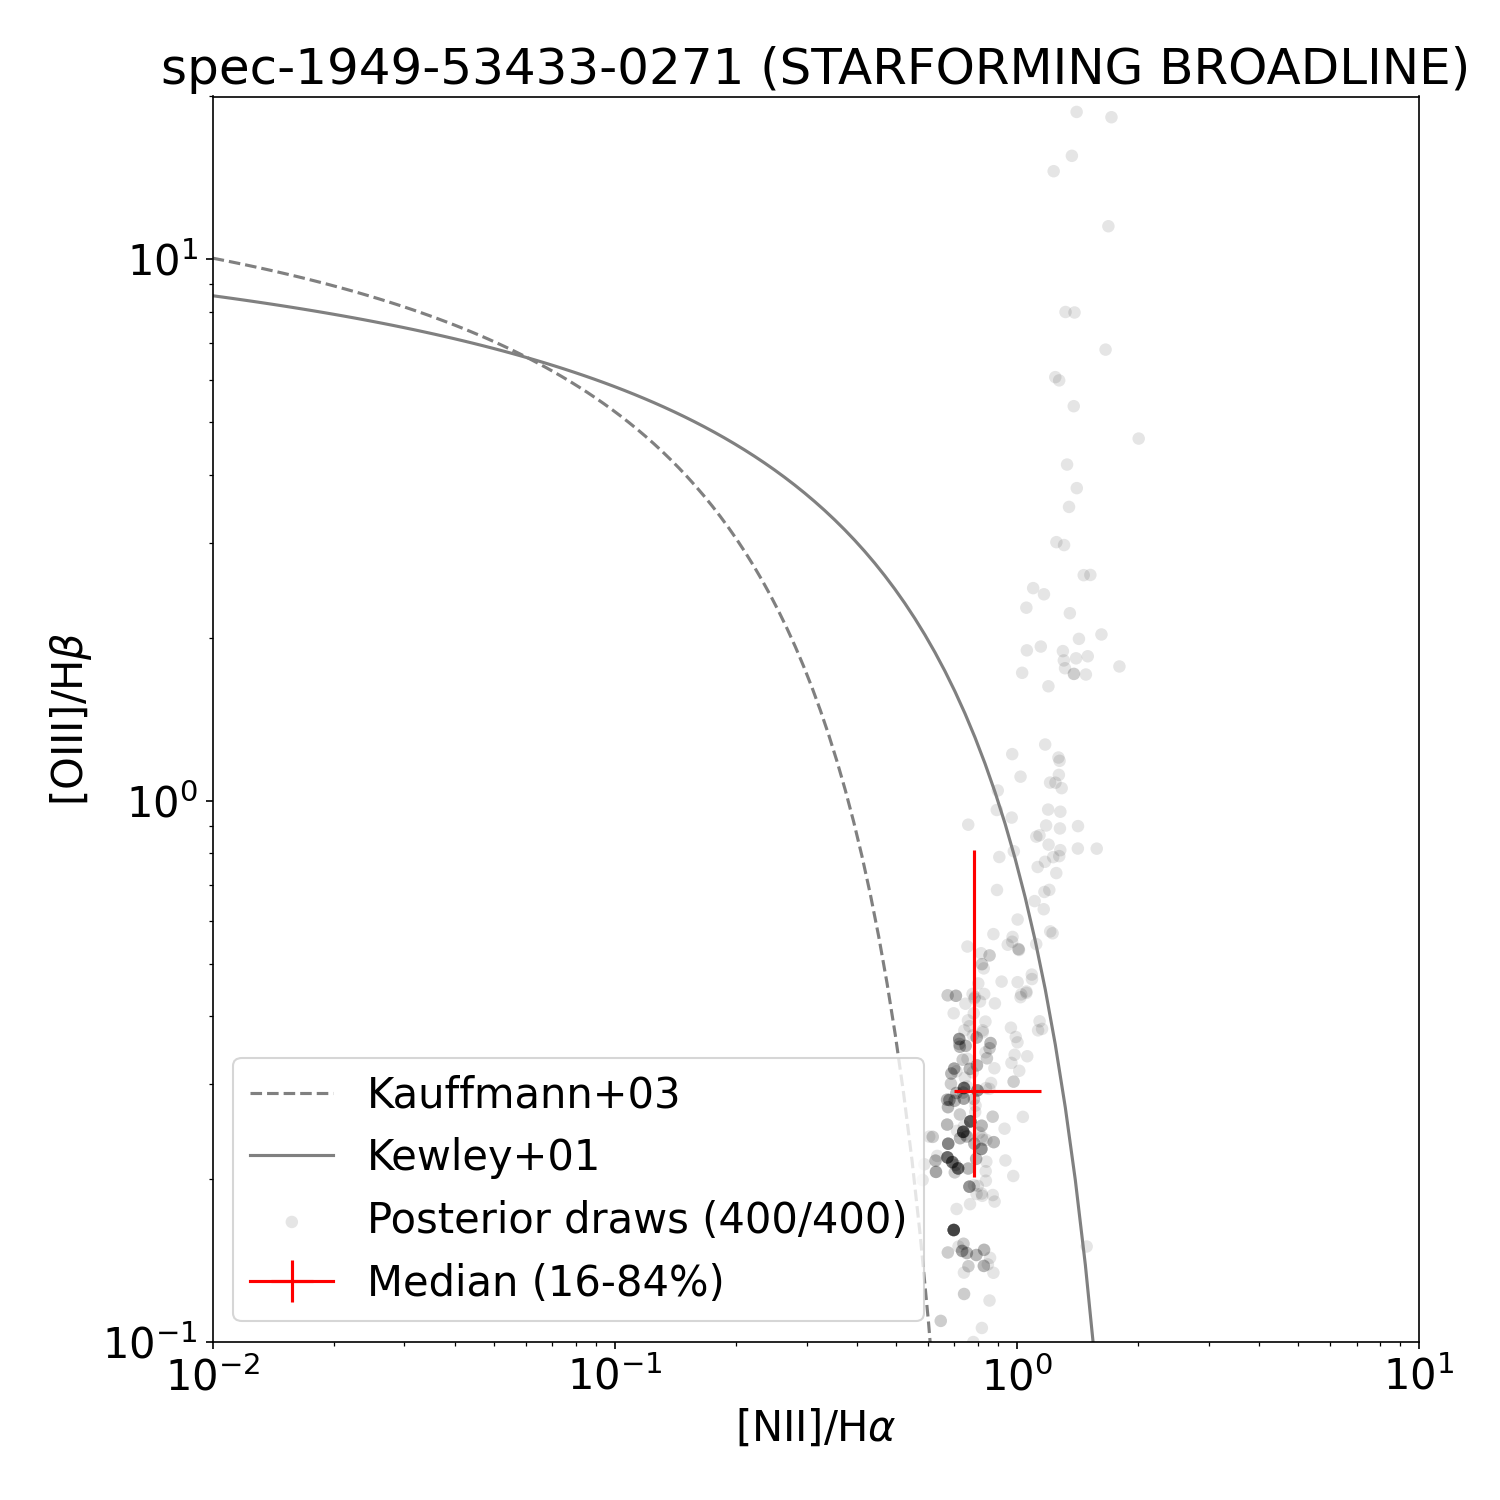 spec-1949-53433-0271 (STARFORMING BROADLINE)
10¹
10⁰
10⁻¹
[OIII]/Hβ
Kauffmann+03
Kewley+01
Posterior draws (400/400)
Median (16-84%)
10⁻² 10⁻¹ 10⁰ 10¹
[NII]/Hα